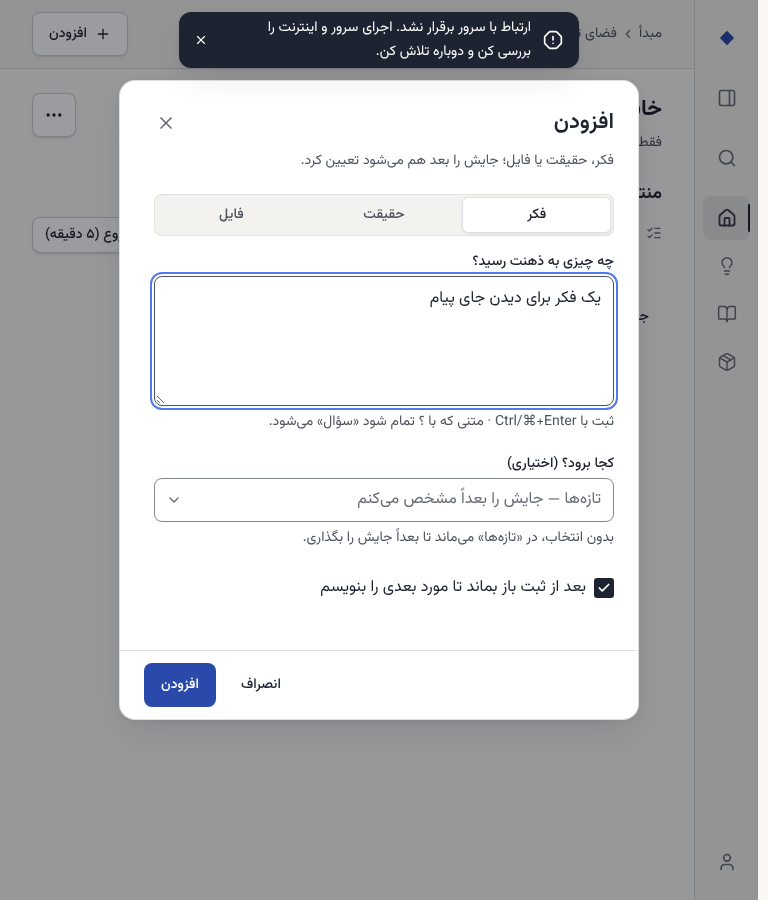 ارتباط با سرور برقرار نشد. اجرای سرور و اینترنت را
بررسی کن و دوباره تلاش کن.
مبدأ
فضای
افزودن
فقط
(۵ دقیقه)
افزودن
فکر، حقیقت یا فایل؛ جایش را بعد هم می‌شود تعیین کرد.
فکر
حقیقت
فایل
چه چیزی به ذهنت رسید؟
یک فکر برای دیدن جای پیام
ثبت با Ctrl/⌘+Enter · متنی که با ؟ تمام شود «سؤال» می‌شود.
کجا برود؟ (اختیاری)
تازه‌ها — جایش را بعداً مشخص می‌کنم
بدون انتخاب، در «تازه‌ها» می‌ماند تا بعداً جایش را بگذاری.
بعد از ثبت باز بماند تا مورد بعدی را بنویسم
انصراف
افزودن